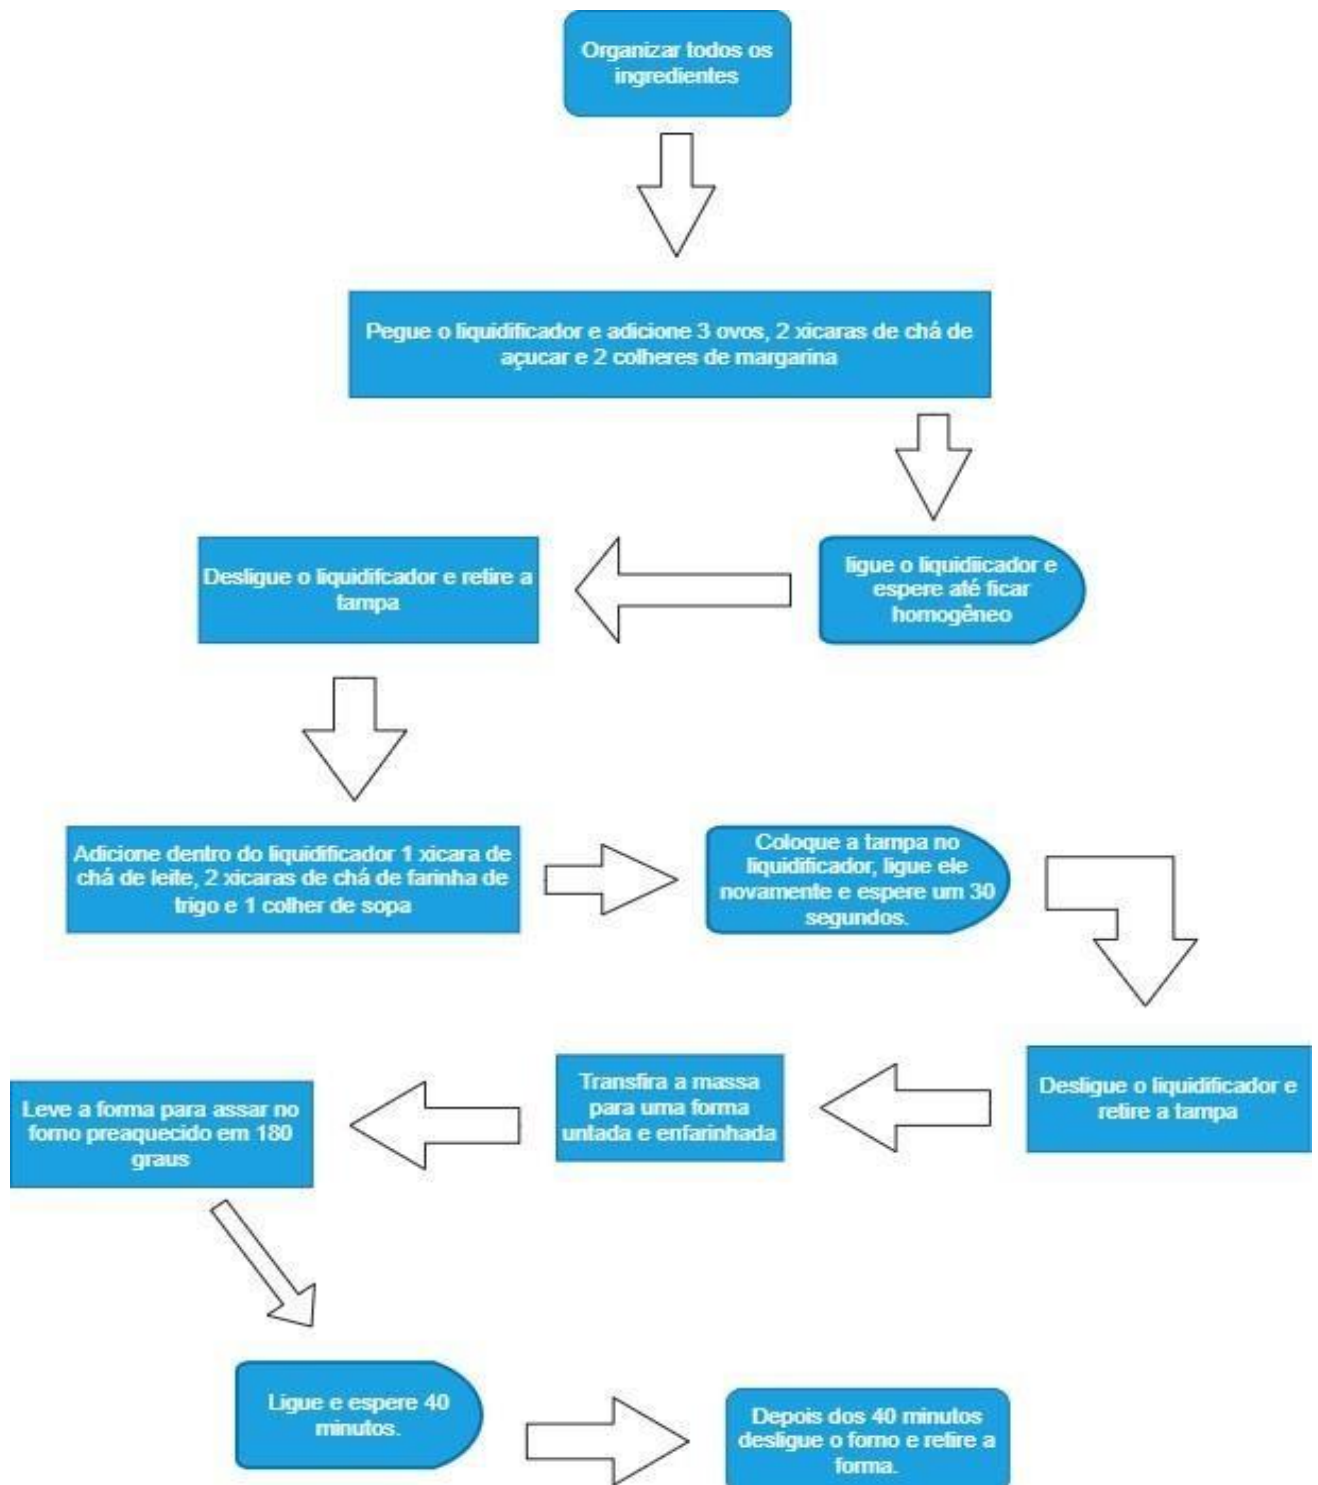 Organizar todos os
ingredientes
Pegue o liquidificador e adicione 3 ovos, 2 xicaras de chá de
açucar e 2 colheres de margarina
ligue o liquidiicador e
espere até ficar
homogêneo
Desligue o liquidifcador e retire a
tampa
Adicione dentro do liquidificador 1 xicara de
chá de leite, 2 xicaras de chá de farinha de
trigo e 1 colher de sopa
Coloque a tampa no
liquidificador, ligue ele
novamente e espere um 30
segundos.
Desligue o liquidificador e
retire a tampa
Transfira a massa
para uma forma
untada e enfarinhada
Leve a forma para assar no
forno preaquecido em 180
graus
Ligue e espere 40
minutos.
Depois dos 40 minutos
desligue o forno e retire a
forma.